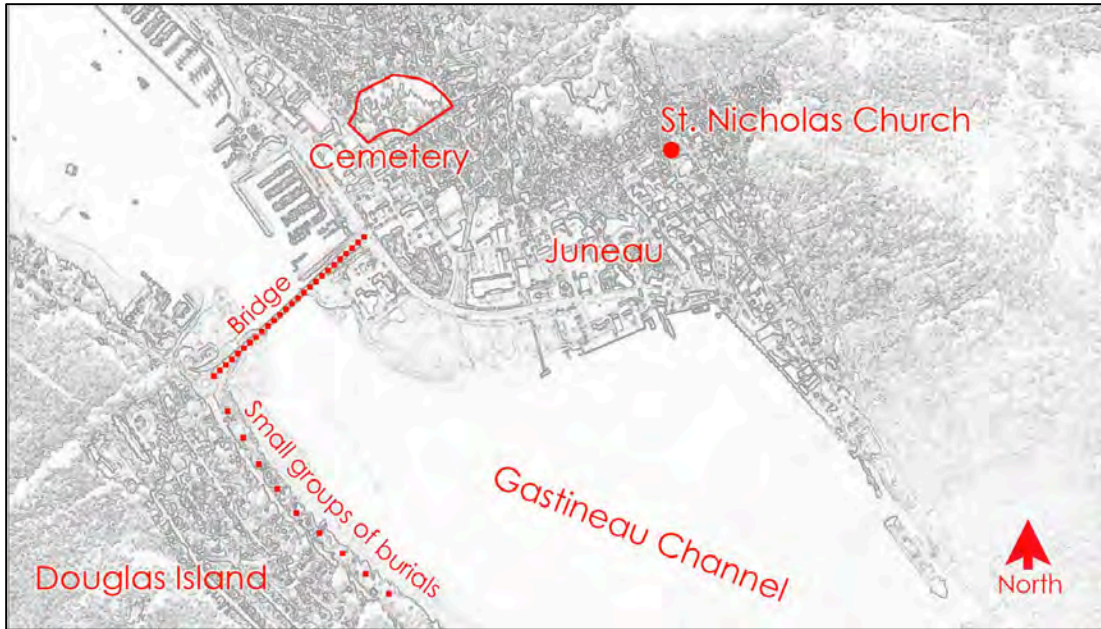 St. Nicholas Church
Cemetery
Juneau
Bridge
Small groups of burials
Gastineau Channel
Douglas Island
North